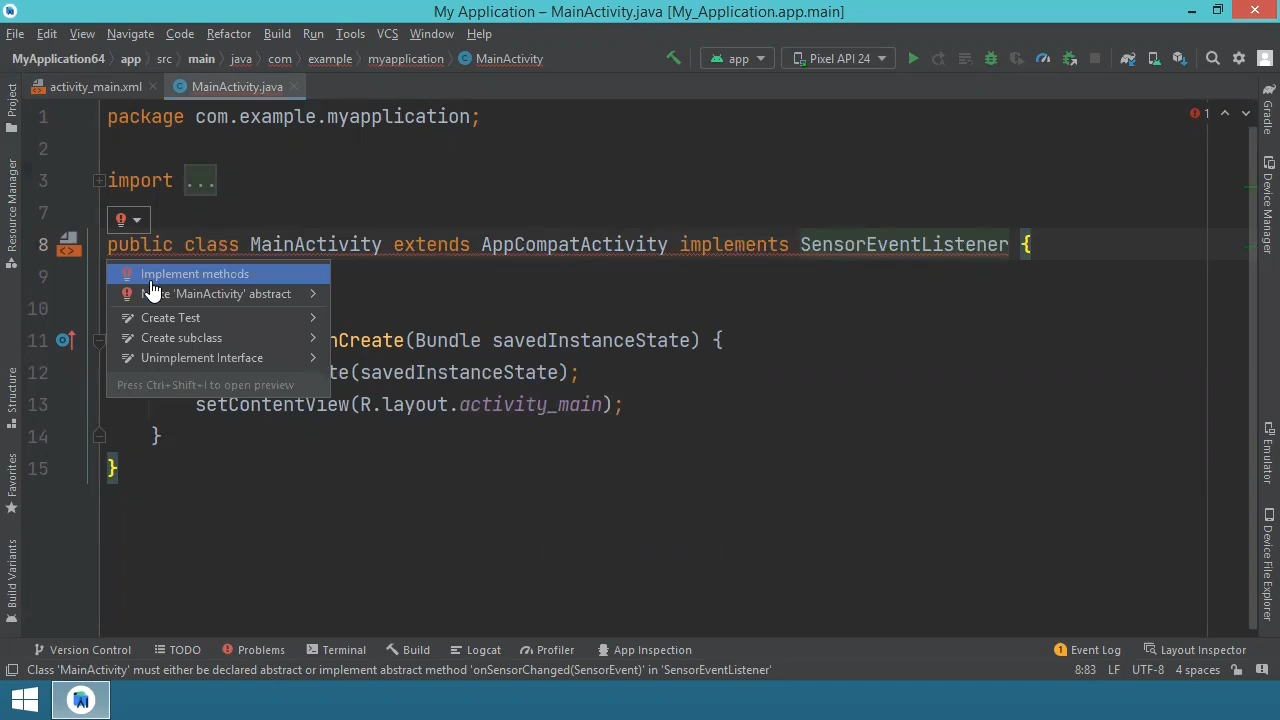 My Application – MainActivity.java [My_Application.app.main]
File Edit View Navigate Code Refactor Build Run Tools VCS Window Help
MyApplication64 app src main java com example myapplication MainActivity
app Pixel API 24
activity_main.xml MainActivity.java
Project
Resource Manager
Structure
Favorites
Build Variants
1 package com.example.myapplication;
1
2
3 import ...
7
8 public class MainActivity extends AppCompatActivity implements SensorEventListener {
9
Implement methods
'MainActivity' abstract
10
Create Test
11 Create(Bundle savedInstanceState) {
Create subclass
Unimplement Interface
12 te(savedInstanceState);
Press Ctrl+Shift+I to open preview
13 setContentView(R.layout.activity_main);
14 }
15 }
Gradle
Device Manager
Emulator
Device File Explorer
Version Control TODO Problems Terminal Build Logcat Profiler App Inspection 1 Event Log Layout Inspector
Class 'MainActivity' must either be declared abstract or implement abstract method 'onSensorChanged(SensorEvent)' in 'SensorEventListener' 8:83 LF UTF-8 4 spaces